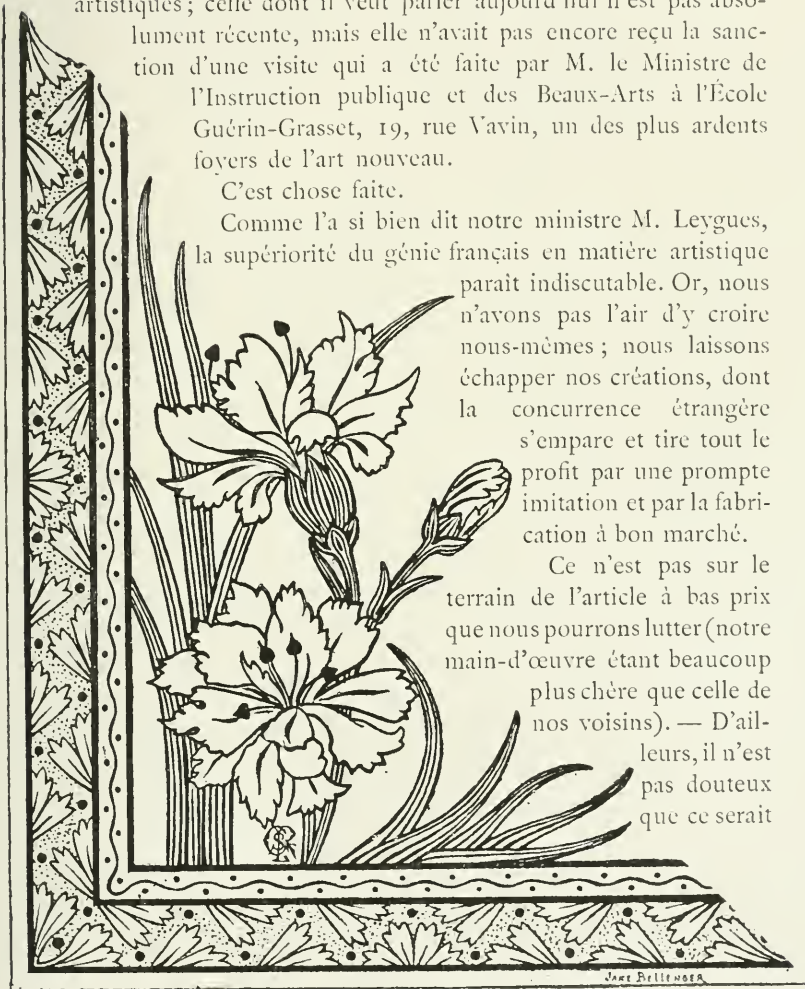 artistiques ; celle dont il veut parler aujourd'hui n'est pas abso-
lument récente, mais elle n'avait pas encore reçu la sanc-
tion d'une visite qui a été faite par M. le Ministre de
l'Instruction publique et des Beaux-Arts à l'École
Guérin-Grasset, 19, rue Vavin, un des plus ardents
foyers de l'art nouveau.
C'est chose faite.
Comme l'a si bien dit notre ministre M. Leygues,
la supériorité du génie français en matière artistique
paraît indiscutable. Or, nous
n'avons pas l'air d'y croire
nous-mêmes ; nous laissons
échapper nos créations, dont
la concurrence étrangère
s'empare et tire tout le
profit par une prompte
imitation et par la fabri-
cation à bon marché.
Ce n'est pas sur le
terrain de l'article à bas prix
que nous pourrons lutter (notre
main-d'œuvre étant beaucoup
plus chère que celle de
nos voisins). — D'ail-
leurs, il n'est
pas douteux
que ce serait
BELLENGER